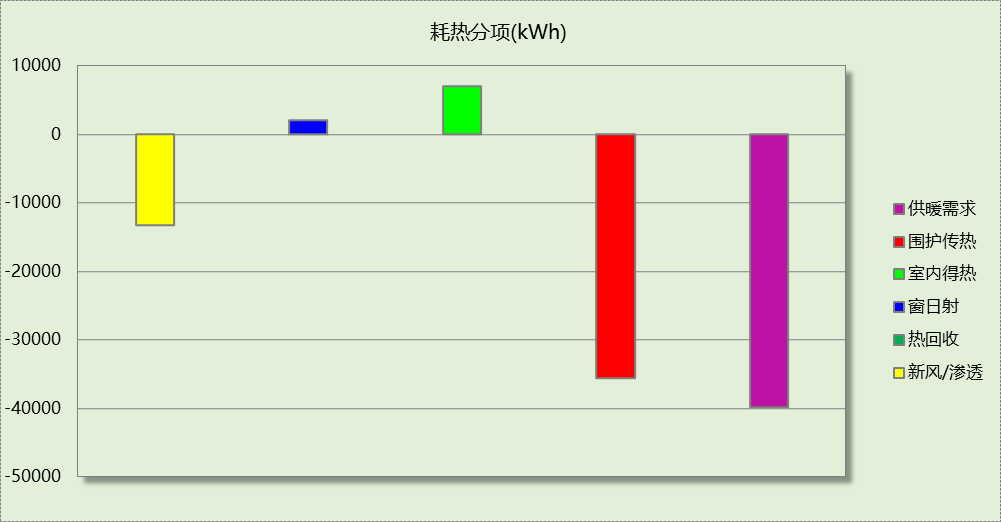 耗热分项(kWh)
10000
0
-10000
-20000
-30000
-40000
-50000
供暖需求
围护传热
室内得热
窗日射
热回收
新风/渗透